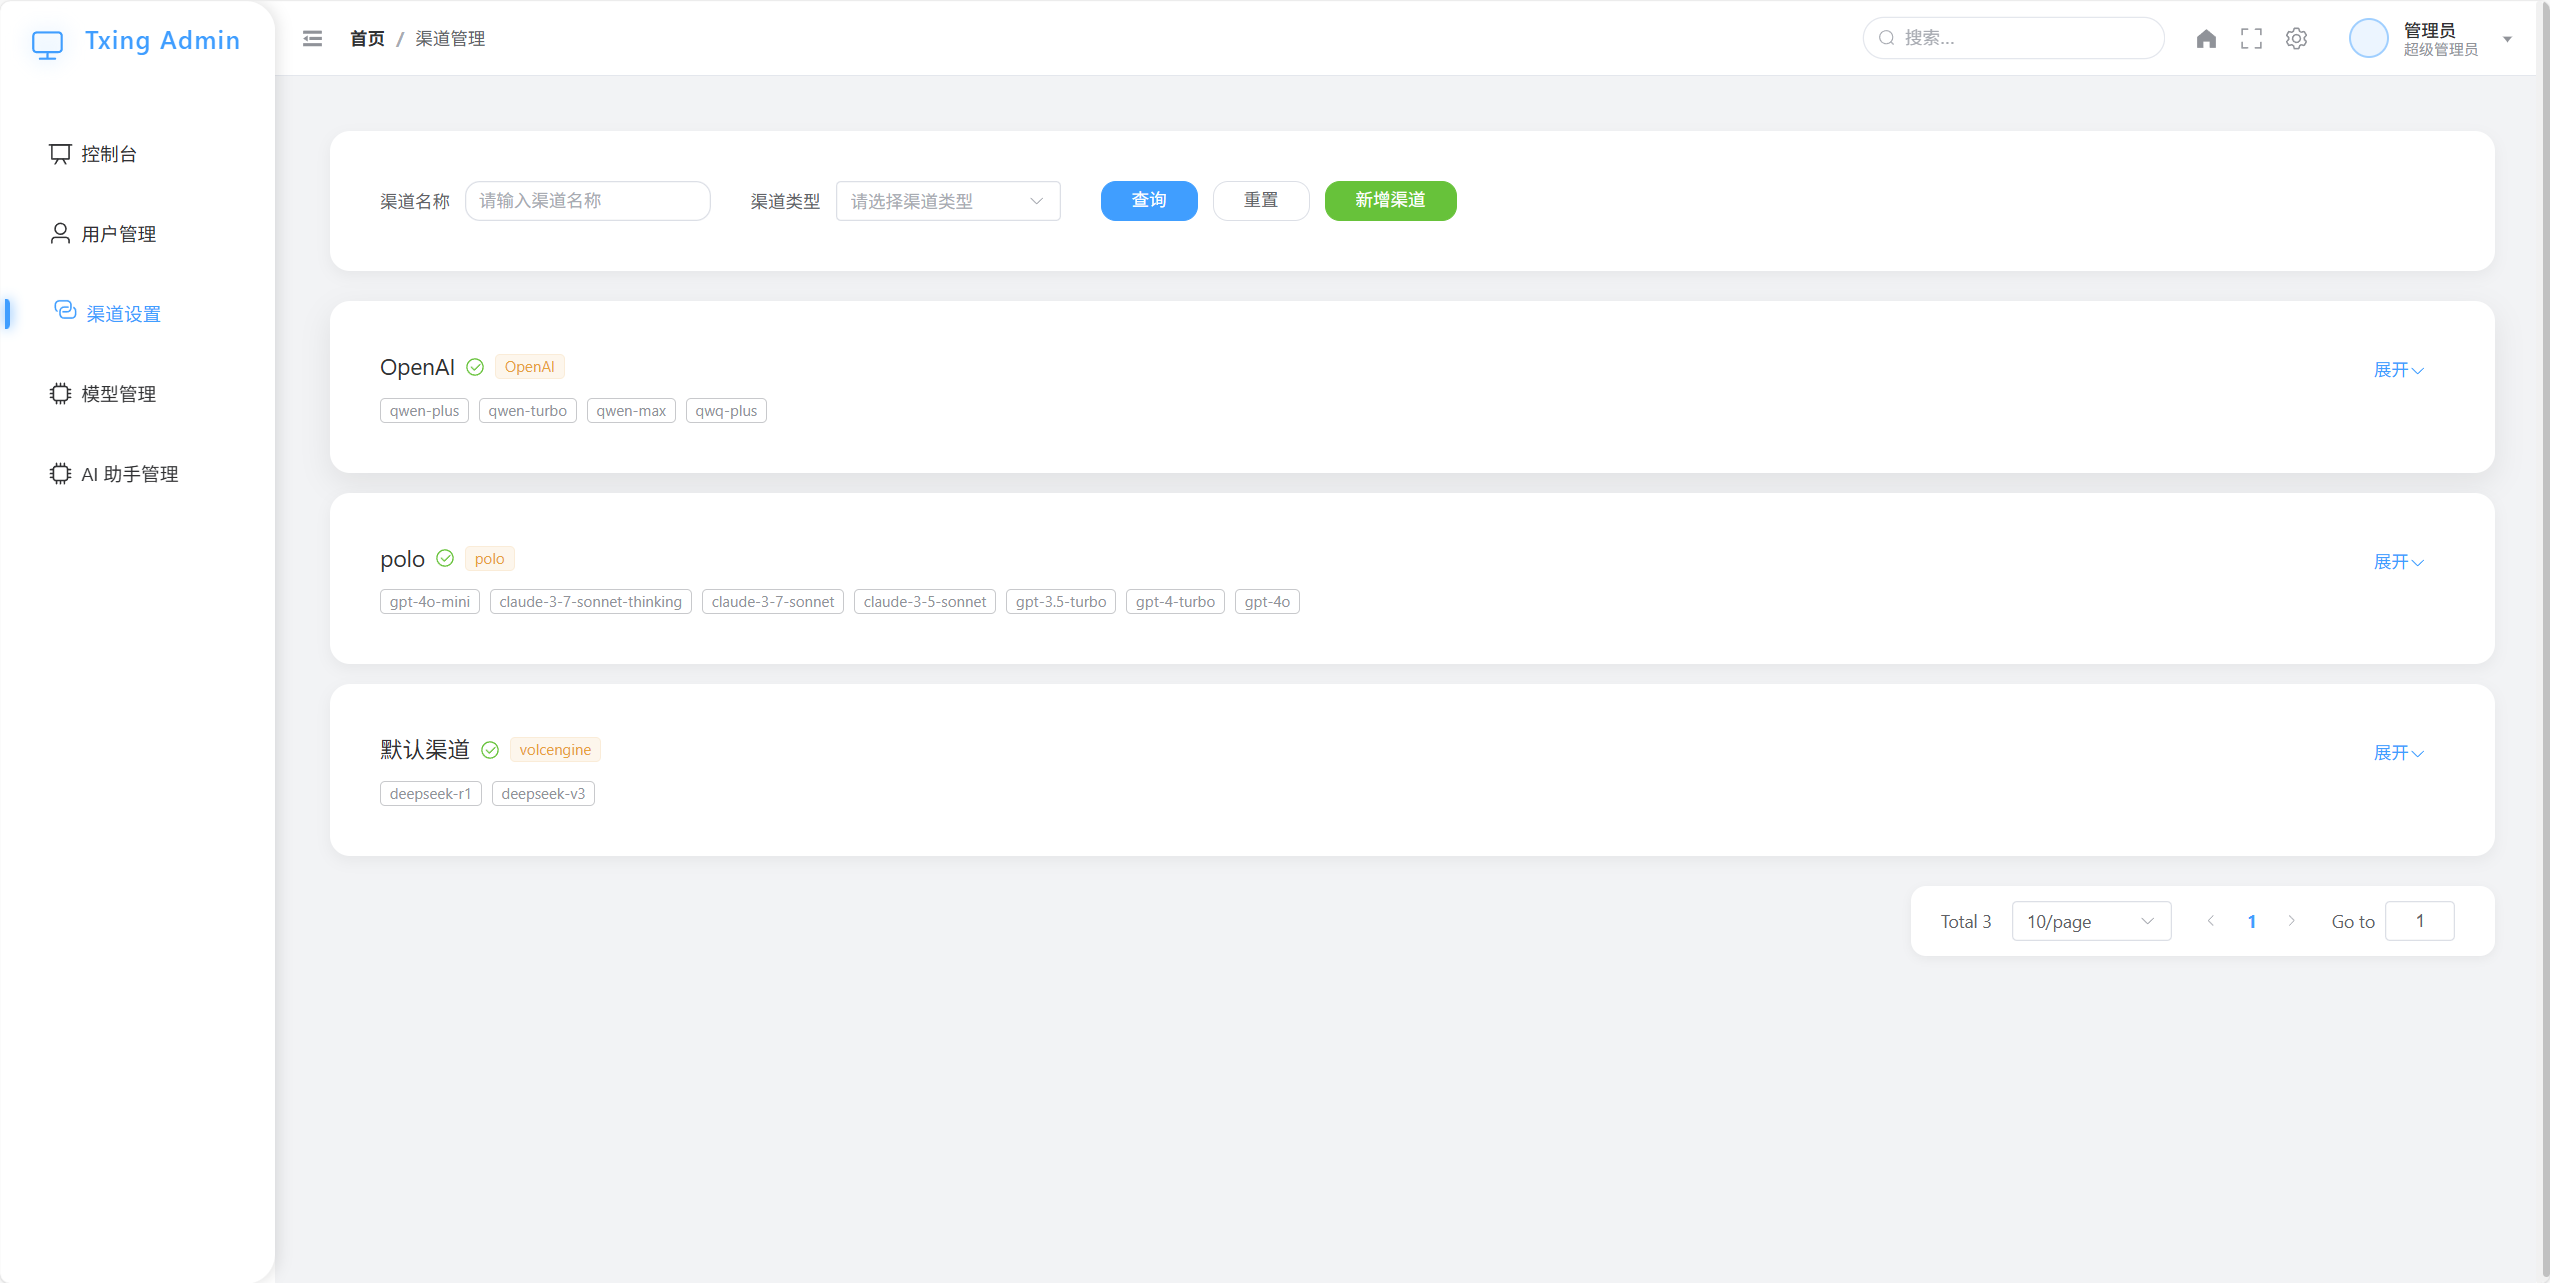 Txing Admin
首页 / 渠道管理
搜索...
管理员
超级管理员
控制台
用户管理
渠道设置
模型管理
AI 助手管理
渠道名称 请输入渠道名称 渠道类型 请选择渠道类型 查询 重置 新增渠道
OpenAI OpenAI 展开
qwen-plus qwen-turbo qwen-max qwq-plus
polo polo 展开
gpt-4o-mini claude-3-7-sonnet-thinking claude-3-7-sonnet claude-3-5-sonnet gpt-3.5-turbo gpt-4-turbo gpt-4o
默认渠道 volcengine 展开
deepseek-r1 deepseek-v3
Total 3 10/page 1 Go to 1